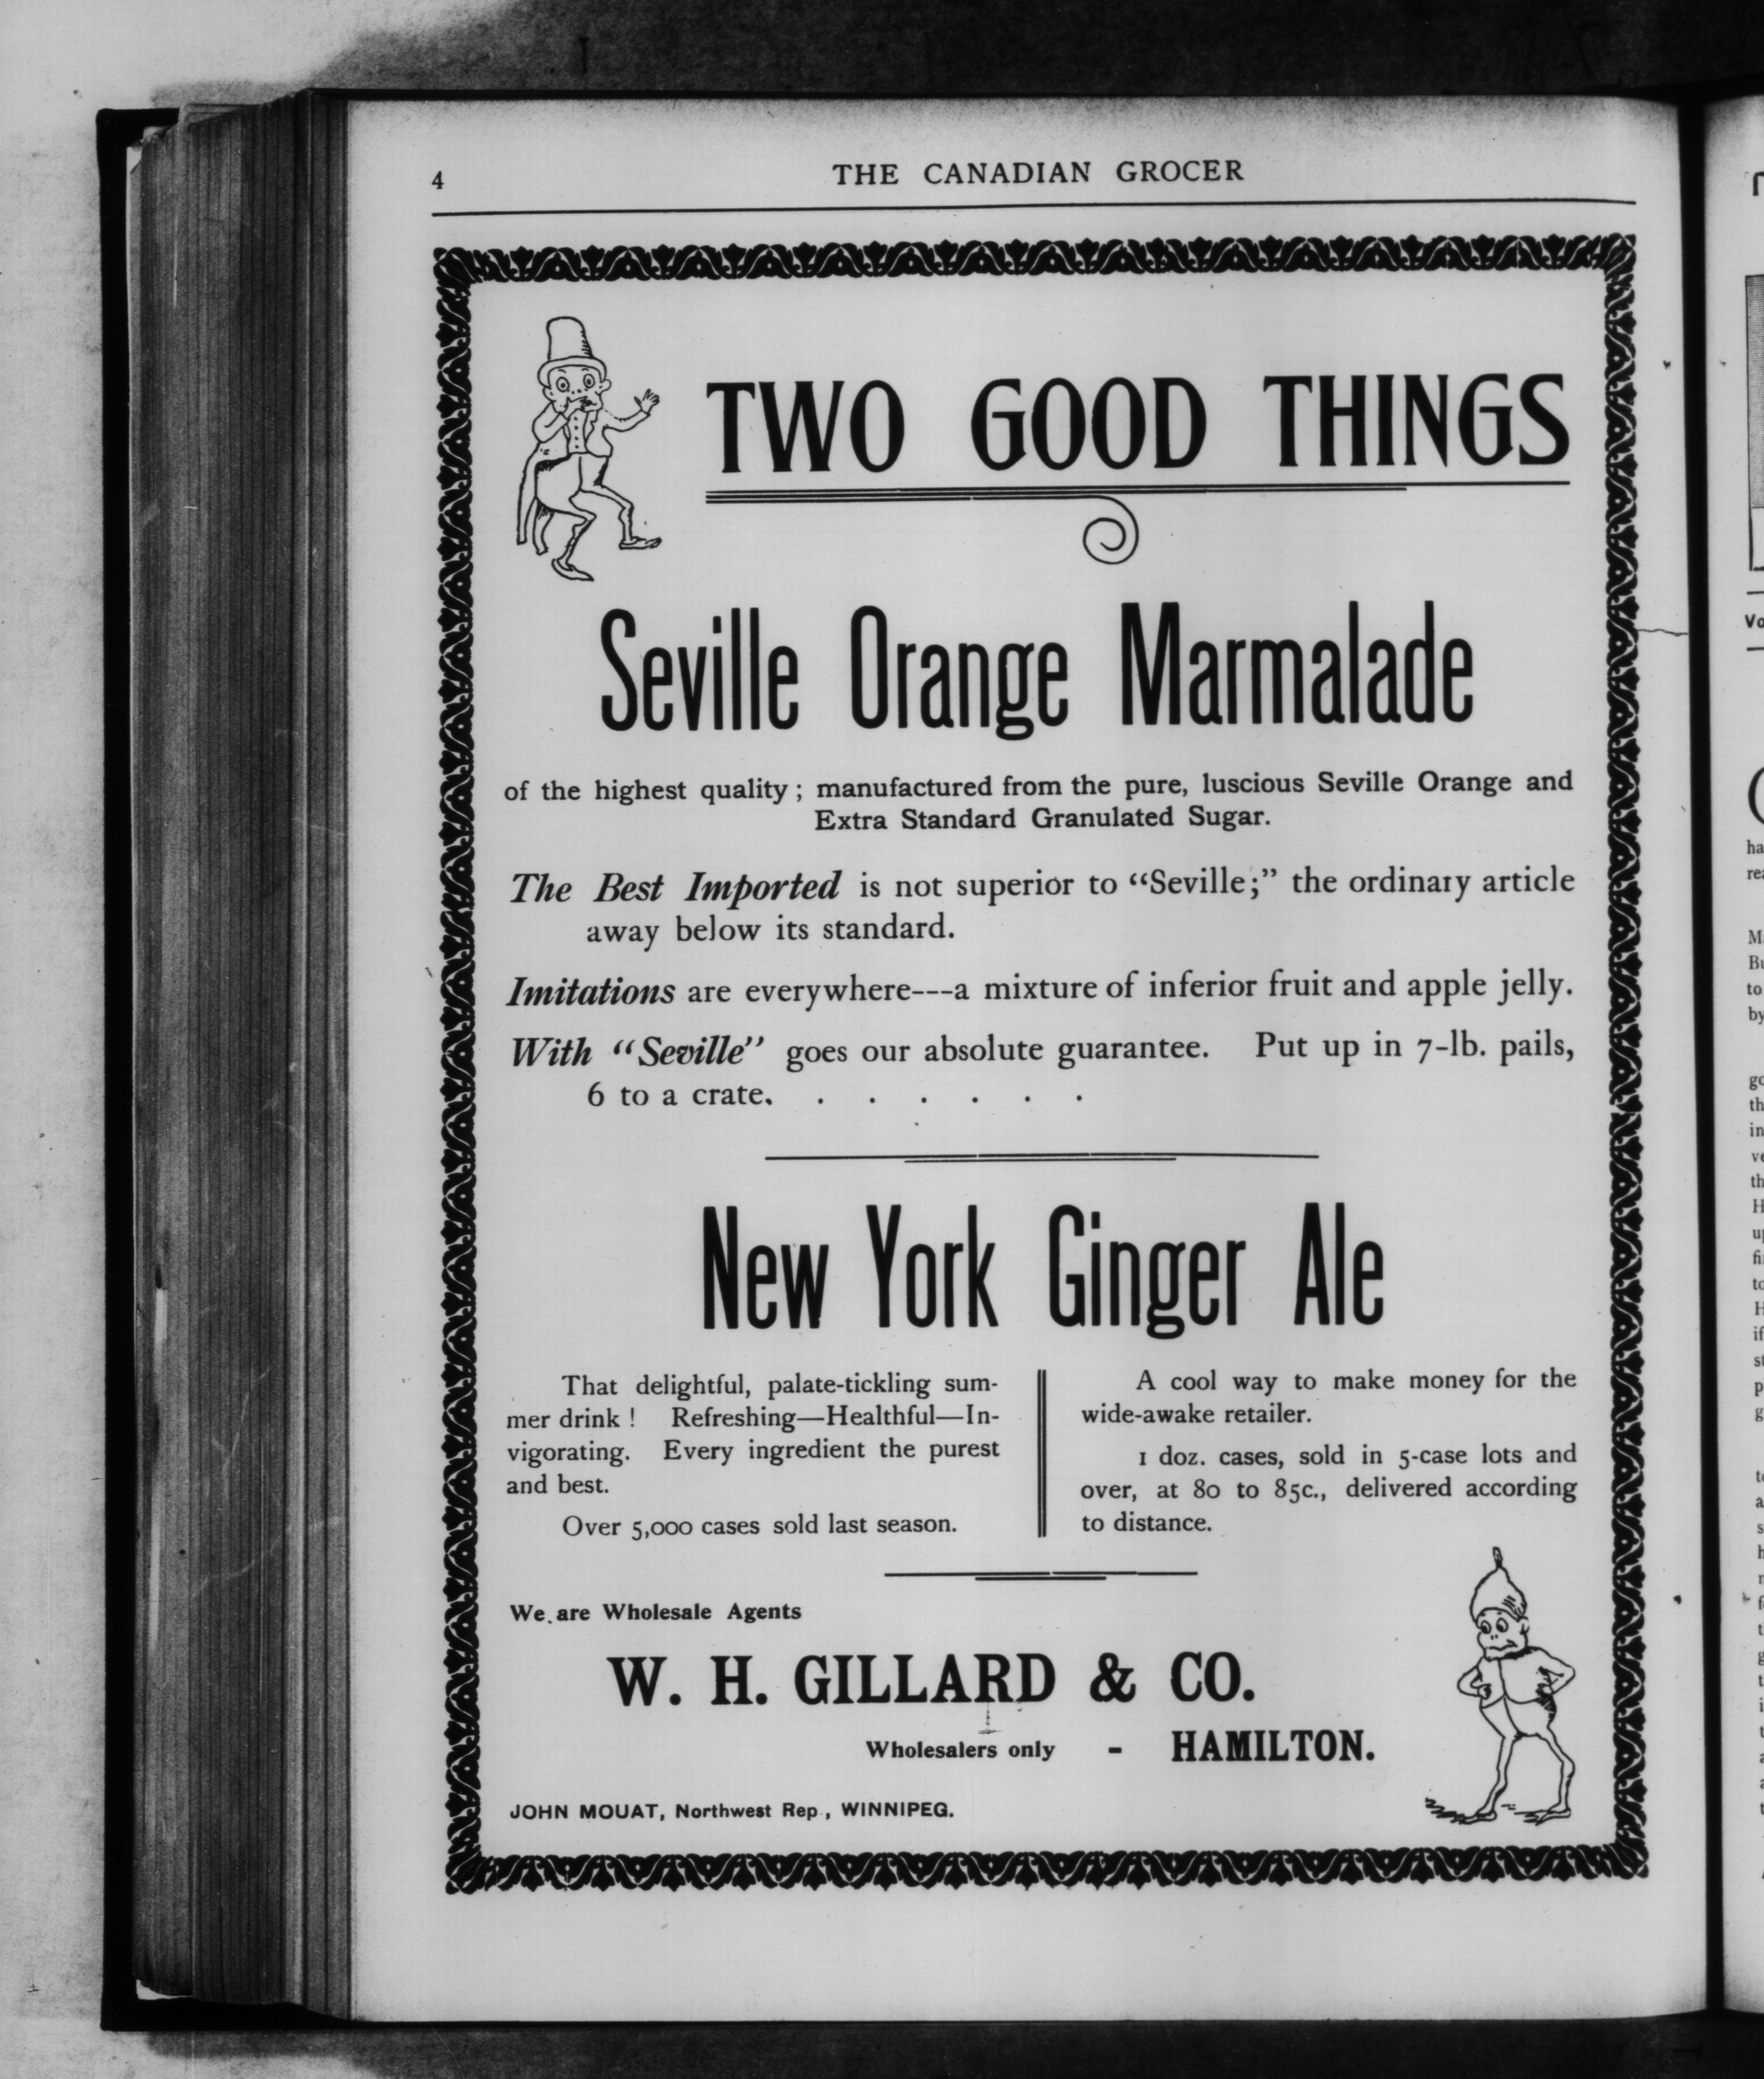 4
THE CANADIAN GROCER
TWO GOOD THINGS
Seville Orange Marmalade
of the highest quality ; manufactured from the pure, luscious Seville Orange and
Extra Standard Granulated Sugar.
The Best Imported is not superior to “Seville;” the ordinary article
away below its standard.
Imitations are everywhere---a mixture of inferior fruit and apple jelly.
With “Seville” goes our absolute guarantee. Put up in 7-lb. pails,
6 to a crate. . . . . . .
New York Ginger Ale
That delightful, palate-tickling sum-
mer drink ! Refreshing—Healthful—In-
vigorating. Every ingredient the purest
and best.
Over 5,000 cases sold last season.
A cool way to make money for the
wide-awake retailer.
1 doz. cases, sold in 5-case lots and
over, at 80 to 85c., delivered according
to distance.
We are Wholesale Agents
W. H. GILLARD & CO.
Wholesalers only - HAMILTON.
JOHN MOUAT, Northwest Rep., WINNIPEG.